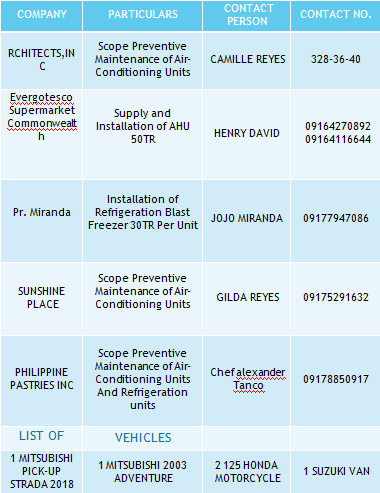 COMPANY PARTICULARS CONTACT PERSON CONTACT NO.
RCHITECTS,IN
C
Scope Preventive
Maintenance of Air-
Conditioning Units
CAMILLE REYES
328-36-40
Evergotesco
Supermarket
Commonwealt
h
Supply and
Installation of AHU
50TR
HENRY DAVID
09164270892
09164116644
Pr. Miranda
Installation of
Refrigeration Blast
Freezer 30TR Per Unit
JOJO MIRANDA
09177947086
SUNSHINE
PLACE
Scope Preventive
Maintenance of Air-
Conditioning Units
GILDA REYES
09175291632
PHILIPPINE
PASTRIES INC
Scope Preventive
Maintenance of Air-
Conditioning Units
And Refrigeration
units
Chef alexander
Tanco
09178850917
LIST OF VEHICLES
1 MITSUBISHI
PICK-UP
STRADA 2018
1 MITSUBISHI 2003
ADVENTURE
2 125 HONDA
MOTORCYCLE
1 SUZUKI VAN